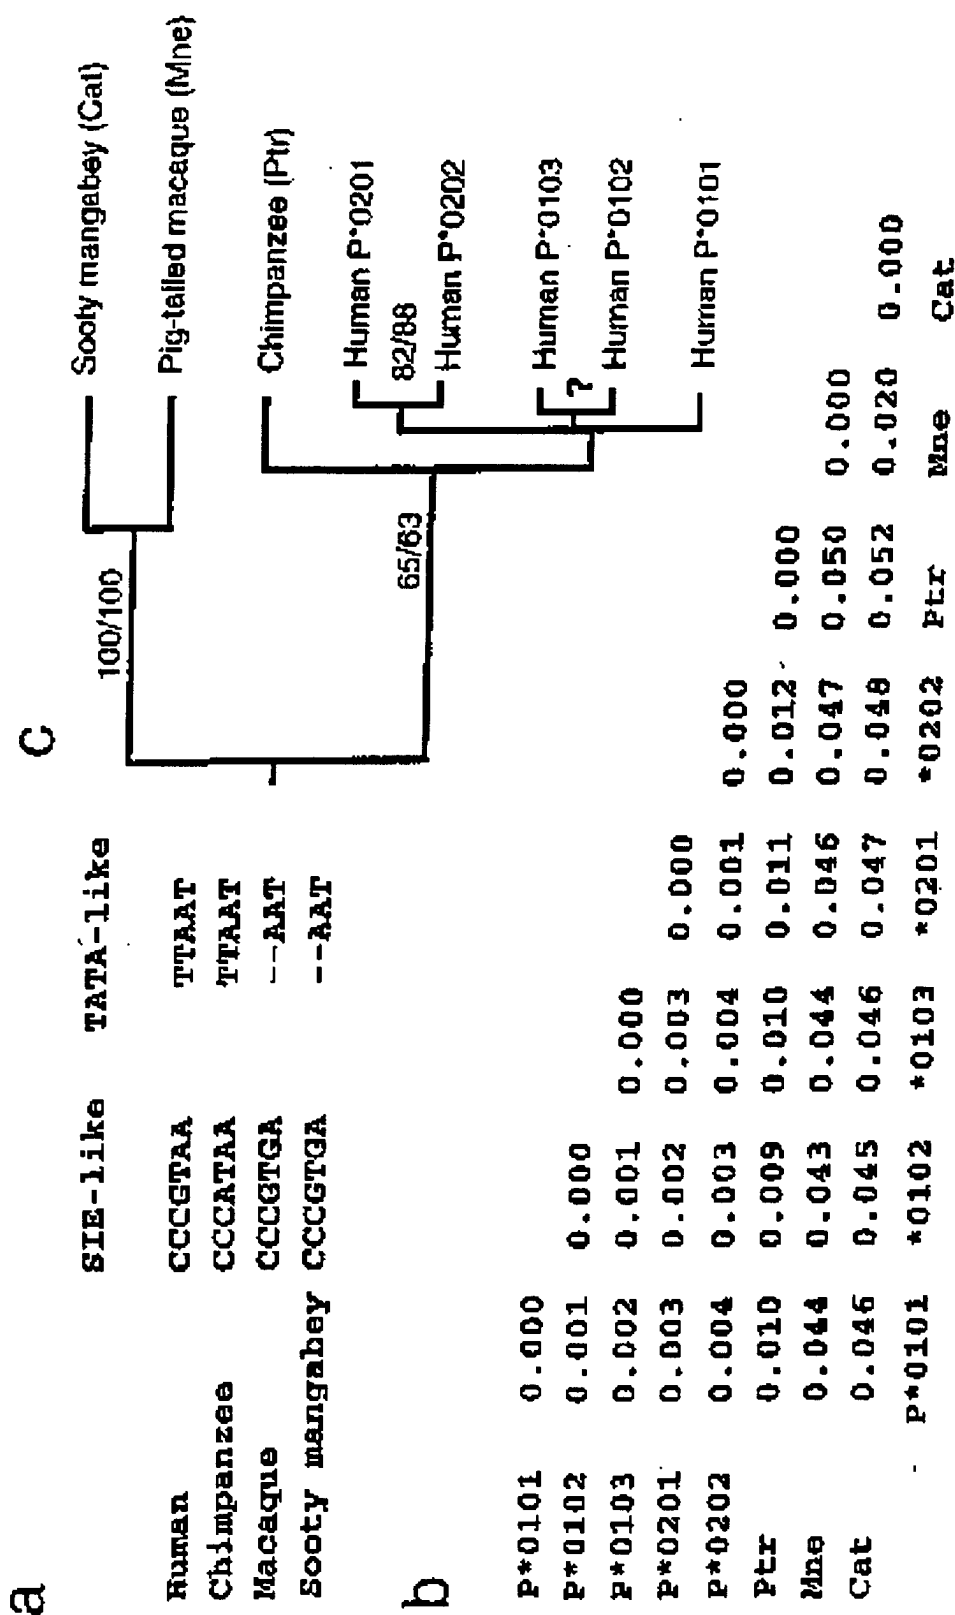 a
SIE-like TATA-like
Human CCCGTAA TTAAT
Chimpanzee CCCATAA TTAAT
Macaque CCCGTGA --AAT
Sooty mangabey CCCGTGA --AAT
b
P*0101 0.000
P*0102 0.001 0.000
P*0103 0.002 0.001 0.000
P*0201 0.003 0.002 0.003 0.000
P*0202 0.004 0.003 0.004 0.001 0.000
Ptr 0.010 0.009 0.010 0.011 0.012 0.000
Mne 0.044 0.043 0.044 0.046 0.047 0.050 0.000
Cat 0.046 0.045 0.046 0.047 0.048 0.052 0.020 0.000
P*0101 *0102 *0103 *0201 *0202 Ptr Mne Cat
c
100/100
Sooty mangabey (Cat)
Pig-tailed macaque (Mne)
65/63
Chimpanzee (Ptr)
Human P*0201
82/88
Human P*0202
Human P*0103
?
Human P*0102
Human P*0101